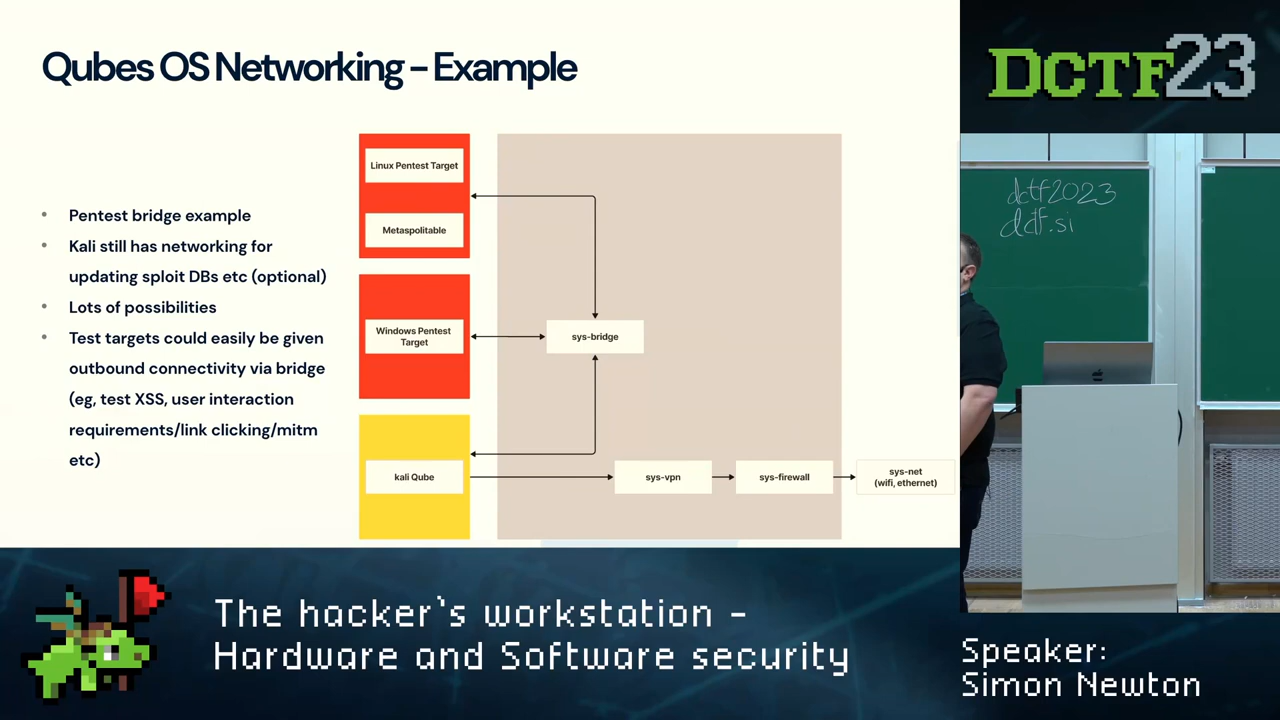 Qubes OS Networking – Example
• Pentest bridge example
• Kali still has networking for
updating sploit DBs etc (optional)
• Lots of possibilities
• Test targets could easily be given
outbound connectivity via bridge
(eg, test XSS, user interaction
requirements/link clicking/mitm
etc)
Linux Pentest Target
Metaspolitable
Windows Pentest
Target
kali Qube
sys-bridge
sys-vpn
sys-firewall
sys-net
(wifi, ethernet)
DCTF23
dctf2023
dctf.si
The hacker`s workstation -
Hardware and Software security
Speaker:
Simon Newton